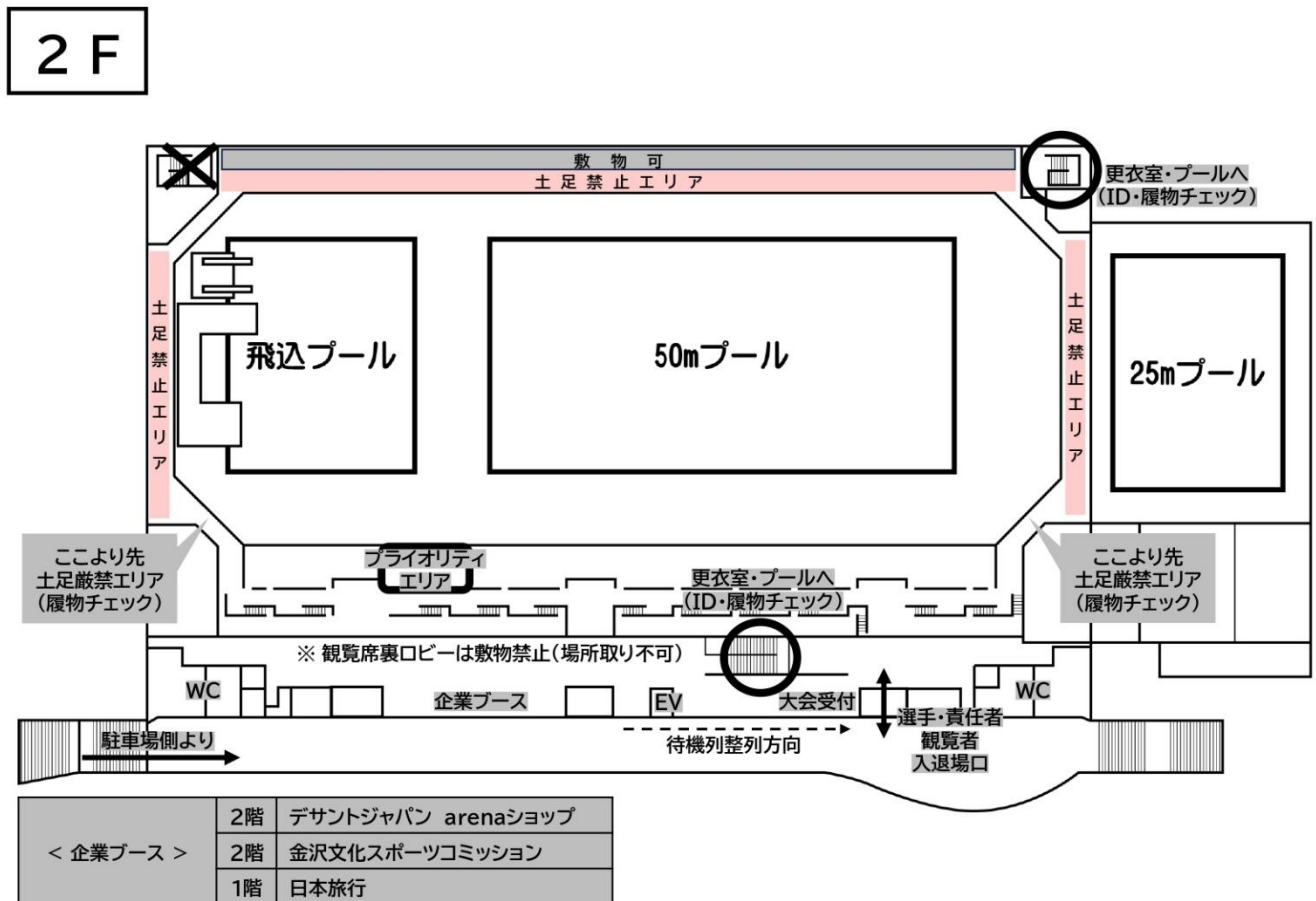 2 F
敷 物 可
土 足 禁 止 エ リ ア
更衣室・プールへ
(ID・履物チェック)
土足禁止エリア
飛込プール
50mプール
土足禁止エリア
25mプール
ここより先
土足厳禁エリア
(履物チェック)
プライオリティ
エリア
更衣室・プールへ
(ID・履物チェック)
ここより先
土足厳禁エリア
(履物チェック)
※ 観覧席裏ロビーは敷物禁止(場所取り不可)
WC
企業ブース
EV
大会受付
WC
選手・責任者
観覧者
入退場口
駐車場側より
待機列整列方向
< 企業ブース >
2階 デサントジャパン arenaショップ
2階 金沢文化スポーツコミッション
1階 日本旅行